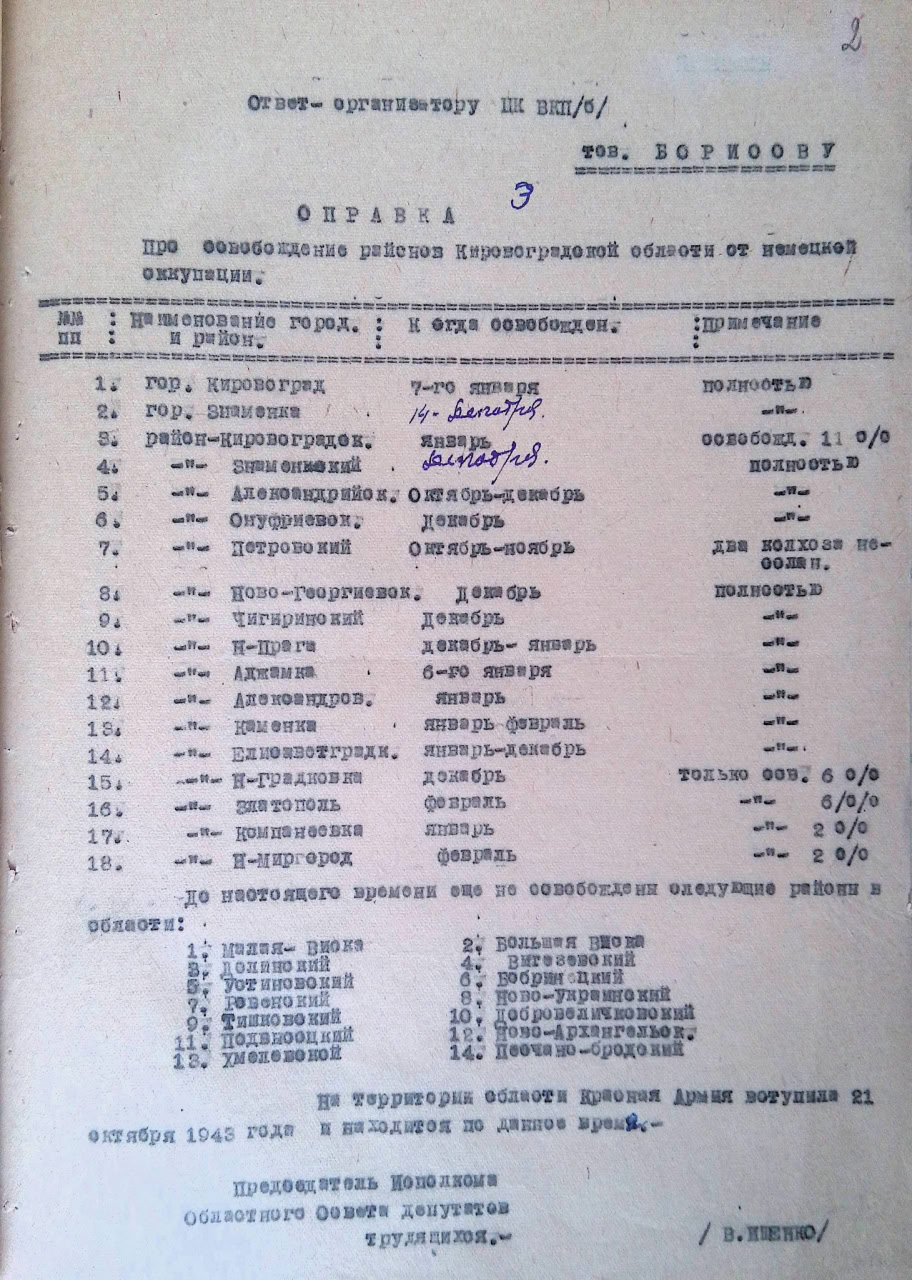 2
Ответ- организатору ЦК ВКП/б/
тов. БОРИСОВУ
3
СПРАВКА
Про освобождение районов Кировоградской области от немецкой
оккупации.
№№ : Наименование город. : К огда освобожден. :Примечание
пп : и район. : :
1. гор. Кировоград 7-го января полностью
2. гор. Знаменка 14- декабря. -"-
3. район-Кировоградск. январь освобожд. 11 о/о
4. -"- Знаменкский декабря. полностью
5. -"- Александрийск. Октябрь-декабрь -"-
6. -"- Онуфриевск. декабрь -"-
7. -"- Петровский Октябрь-ноябрь два колхоза не-
солан.
8. -"- Ново-Георгиевск. декабрь полностью
9. -"- Чигиринский декабрь -"-
10. -"- Н-Прага декабрь- январь -"-
11. -"- Аджамка 6-го января -"-
12. -"- Александров. январь -"-
13. -"- Каменка январь-февраль -"-
14. -"- Елисаветградк. январь-декабрь -"-
15. -"- Н-Градковка декабрь только осв. 6 о/о
16. -"- Златополь февраль -"- 6/о/о
17. -"- Компанеевка январь -"- 2 о/о
18. -"- Н-Миргород февраль -"- 2 о/о
До настоящего времени еще не освобождены следующие районы в
области:
1. Малая- Виска 2. Большая Виска
3. Долинский 4. Витезевский
5. Устиновский 6. Бобринецкий
7. Ровенский 8. Ново-украинский
9. Тишковский 10. Добровеличковский
11. Подвысоцкий 12. Ново-Архангельск.
13. Хмелевской 14. Песчано-бродский
На территории области Красная Армия вступила 21
октября 1943 года и находится по данное время.-
Председатель Исполкома
Областного Совета депутатов
трудящихся.- / В.ИЩЕНКО/